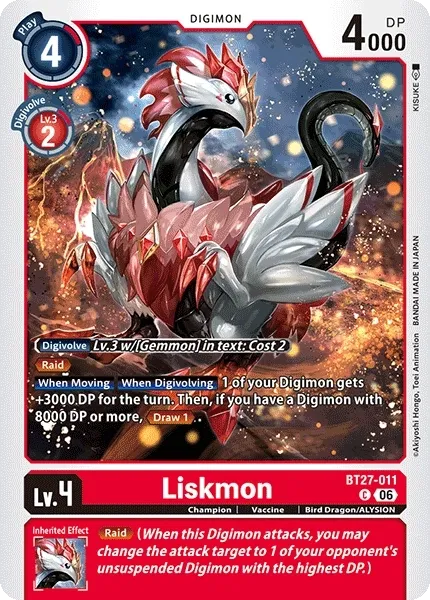 DIGIMON
Play
4
4000
DP
Digivolve
Lv.3
2
KISUKE
©Akiyoshi Hongo, Toei Animation BANDAI MADE IN JAPAN
Digivolve Lv.3 w/[Gemmon] in text: Cost 2
Raid
When Moving When Digivolving 1 of your Digimon gets
+3000 DP for the turn. Then, if you have a Digimon with
8000 DP or more, Draw 1.
Lv.4
Liskmon
BT27-011
C 06
Champion Vaccine Bird Dragon/ALYSION
Inherited Effect
Raid (When this Digimon attacks, you may
change the attack target to 1 of your opponent's
unsuspended Digimon with the highest DP.)